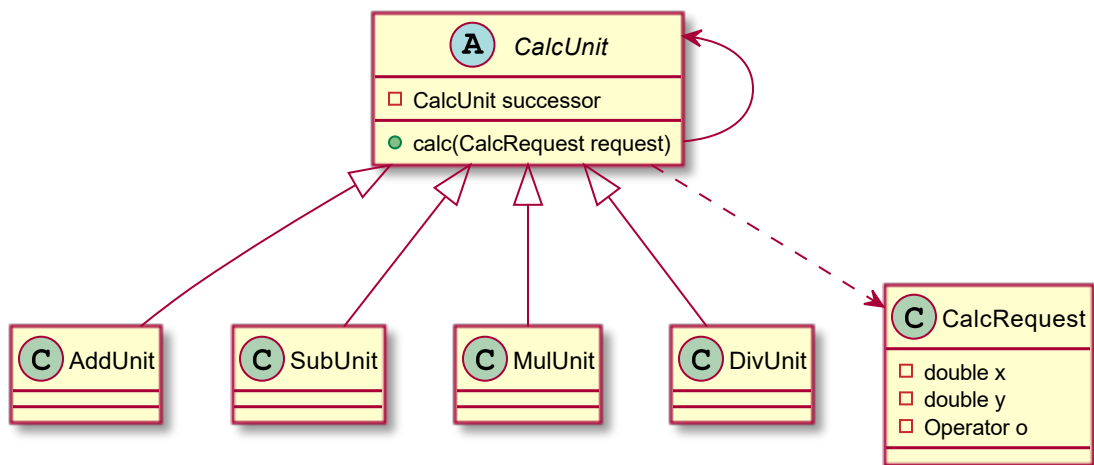 A CalcUnit
CalcUnit successor
calc(CalcRequest request)
C AddUnit
C SubUnit
C MulUnit
C DivUnit
C CalcRequest
double x
double y
Operator o